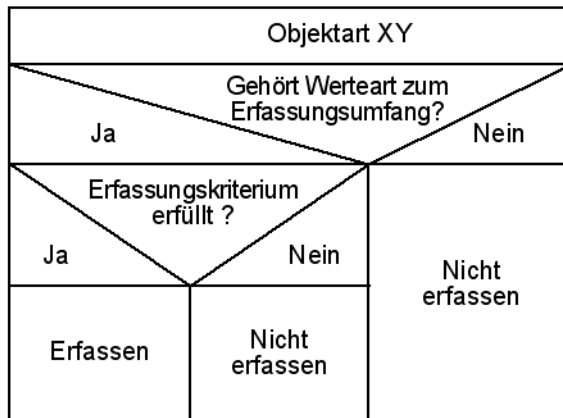 Objektart XY
Gehört Werteart zum
Erfassungsumfang?
Ja
Nein
Erfassungskriterium
erfüllt ?
Ja
Nein
Nicht
erfassen
Erfassen
Nicht
erfassen